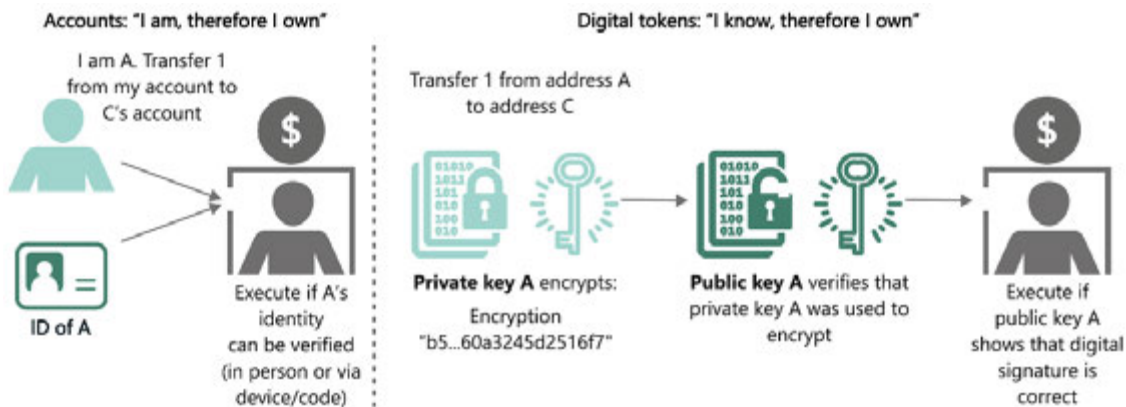 Accounts: "I am, therefore I own"
I am A. Transfer 1
from my account to
C's account
$
ID of A
Execute if A's
identity
can be verified
(in person or via
device/code)
Digital tokens: "I know, therefore I own"
Transfer 1 from address A
to address C
01010
1011
101
010
100
010
Private key A encrypts:
Encryption
"b5...60a3245d2516f7"
01010
1011
101
010
100
010
Public key A verifies that
private key A was used to
encrypt
$
Execute if
public key A
shows that digital
signature is
correct